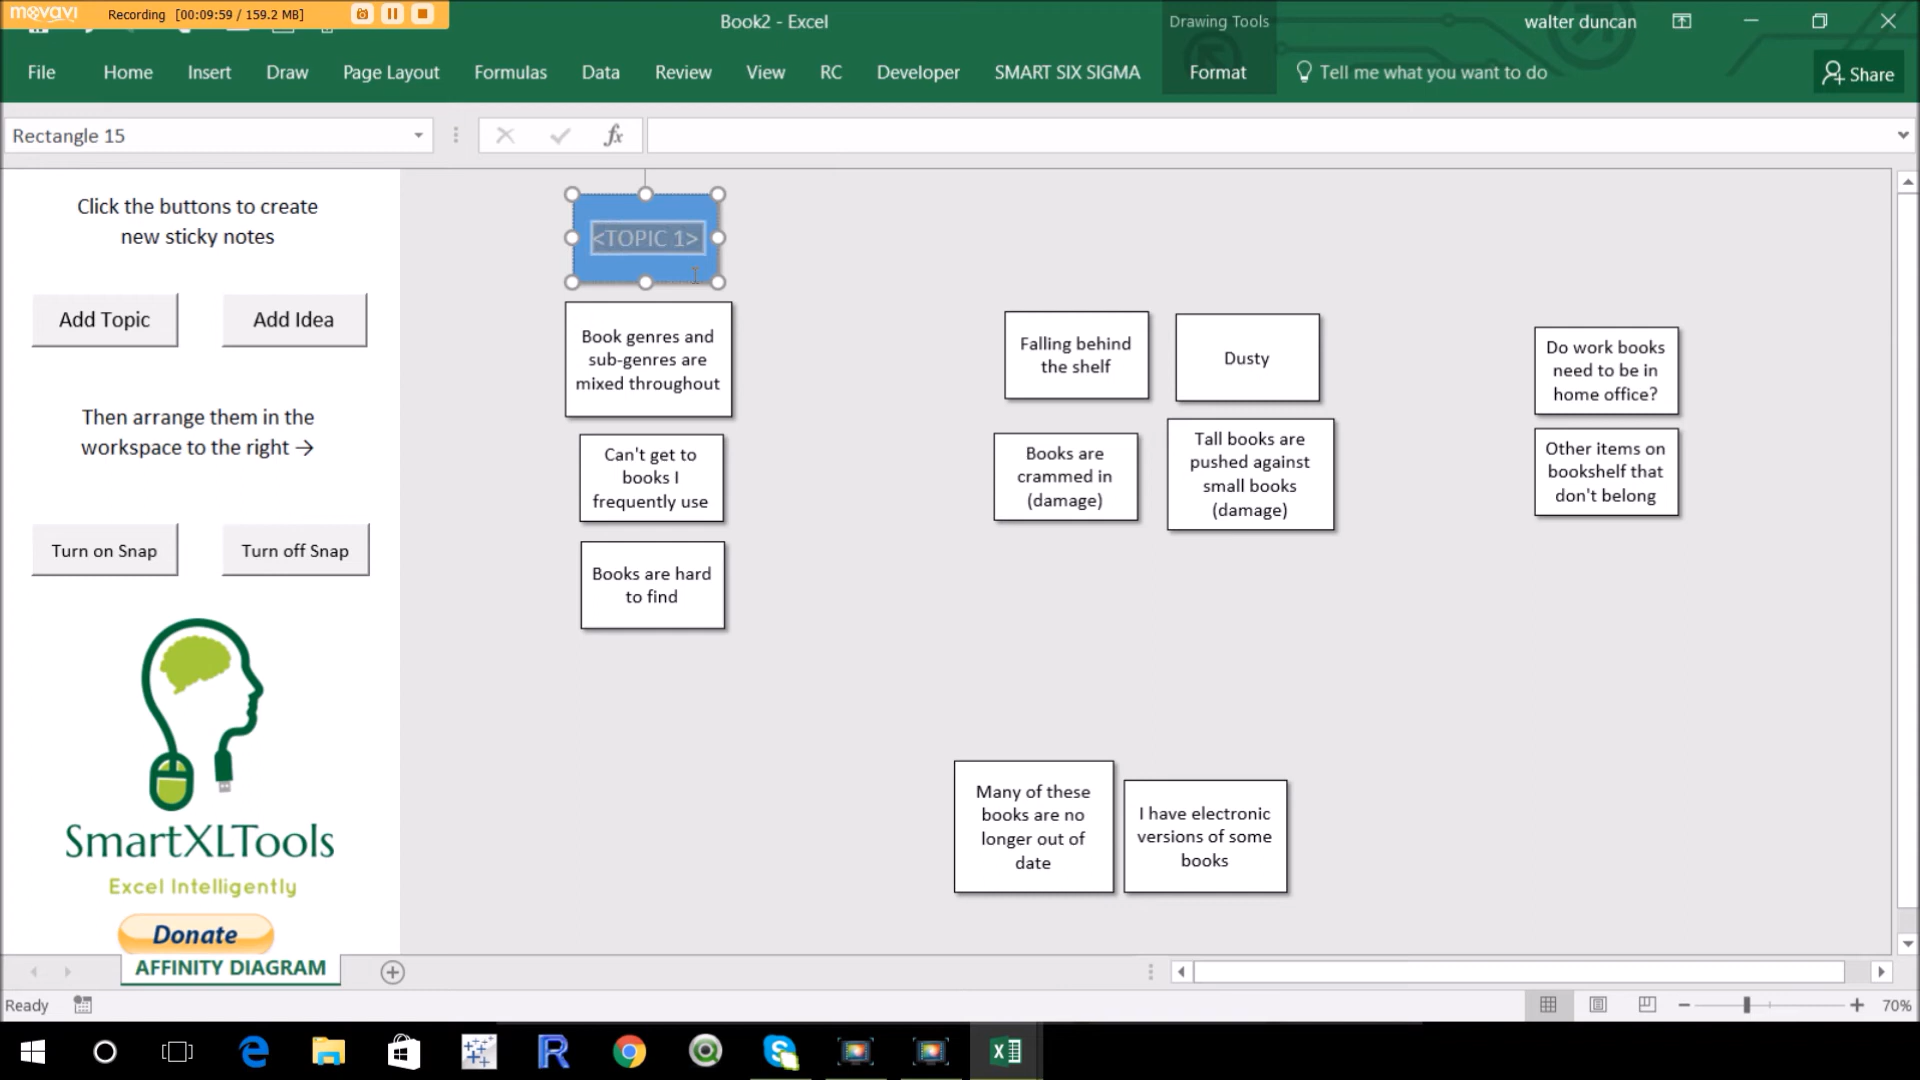 movavi
Recording [00:09:59 / 159.2 MB]
Book2 - Excel
Drawing Tools
walter duncan
File
Home
Insert
Draw
Page Layout
Formulas
Data
Review
View
RC
Developer
SMART SIX SIGMA
Format
Tell me what you want to do
Share
Rectangle 15
fx
Click the buttons to create
new sticky notes
Add Topic
Add Idea
Then arrange them in the
workspace to the right →
Turn on Snap
Turn off Snap
SmartXLTools
Excel Intelligently
Donate
<TOPIC 1>
Book genres and
sub-genres are
mixed throughout
Can't get to
books I
frequently use
Books are hard
to find
Falling behind
the shelf
Dusty
Books are
crammed in
(damage)
Tall books are
pushed against
small books
(damage)
Do work books
need to be in
home office?
Other items on
bookshelf that
don't belong
Many of these
books are no
longer out of
date
I have electronic
versions of some
books
AFFINITY DIAGRAM
Ready
70%